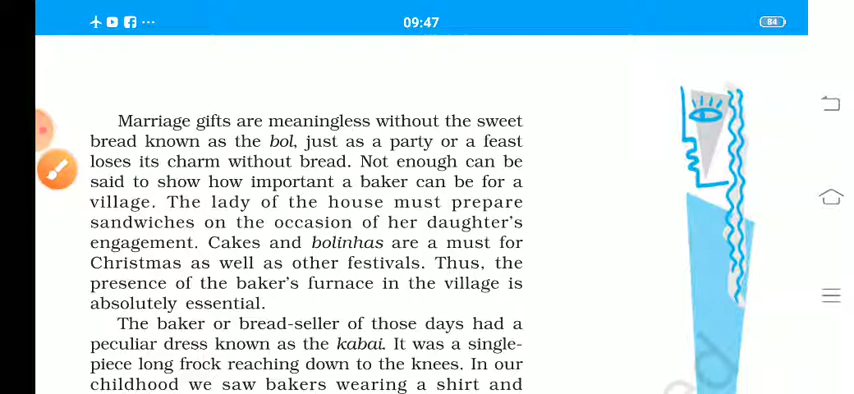 09:47
84
Marriage gifts are meaningless without the sweet
bread known as the bol, just as a party or a feast
loses its charm without bread. Not enough can be
said to show how important a baker can be for a
village. The lady of the house must prepare
sandwiches on the occasion of her daughter's
engagement. Cakes and bolinhas are a must for
Christmas as well as other festivals. Thus, the
presence of the baker's furnace in the village is
absolutely essential.
The baker or bread-seller of those days had a
peculiar dress known as the kabai. It was a single-
piece long frock reaching down to the knees. In our
childhood we saw bakers wearing a shirt and